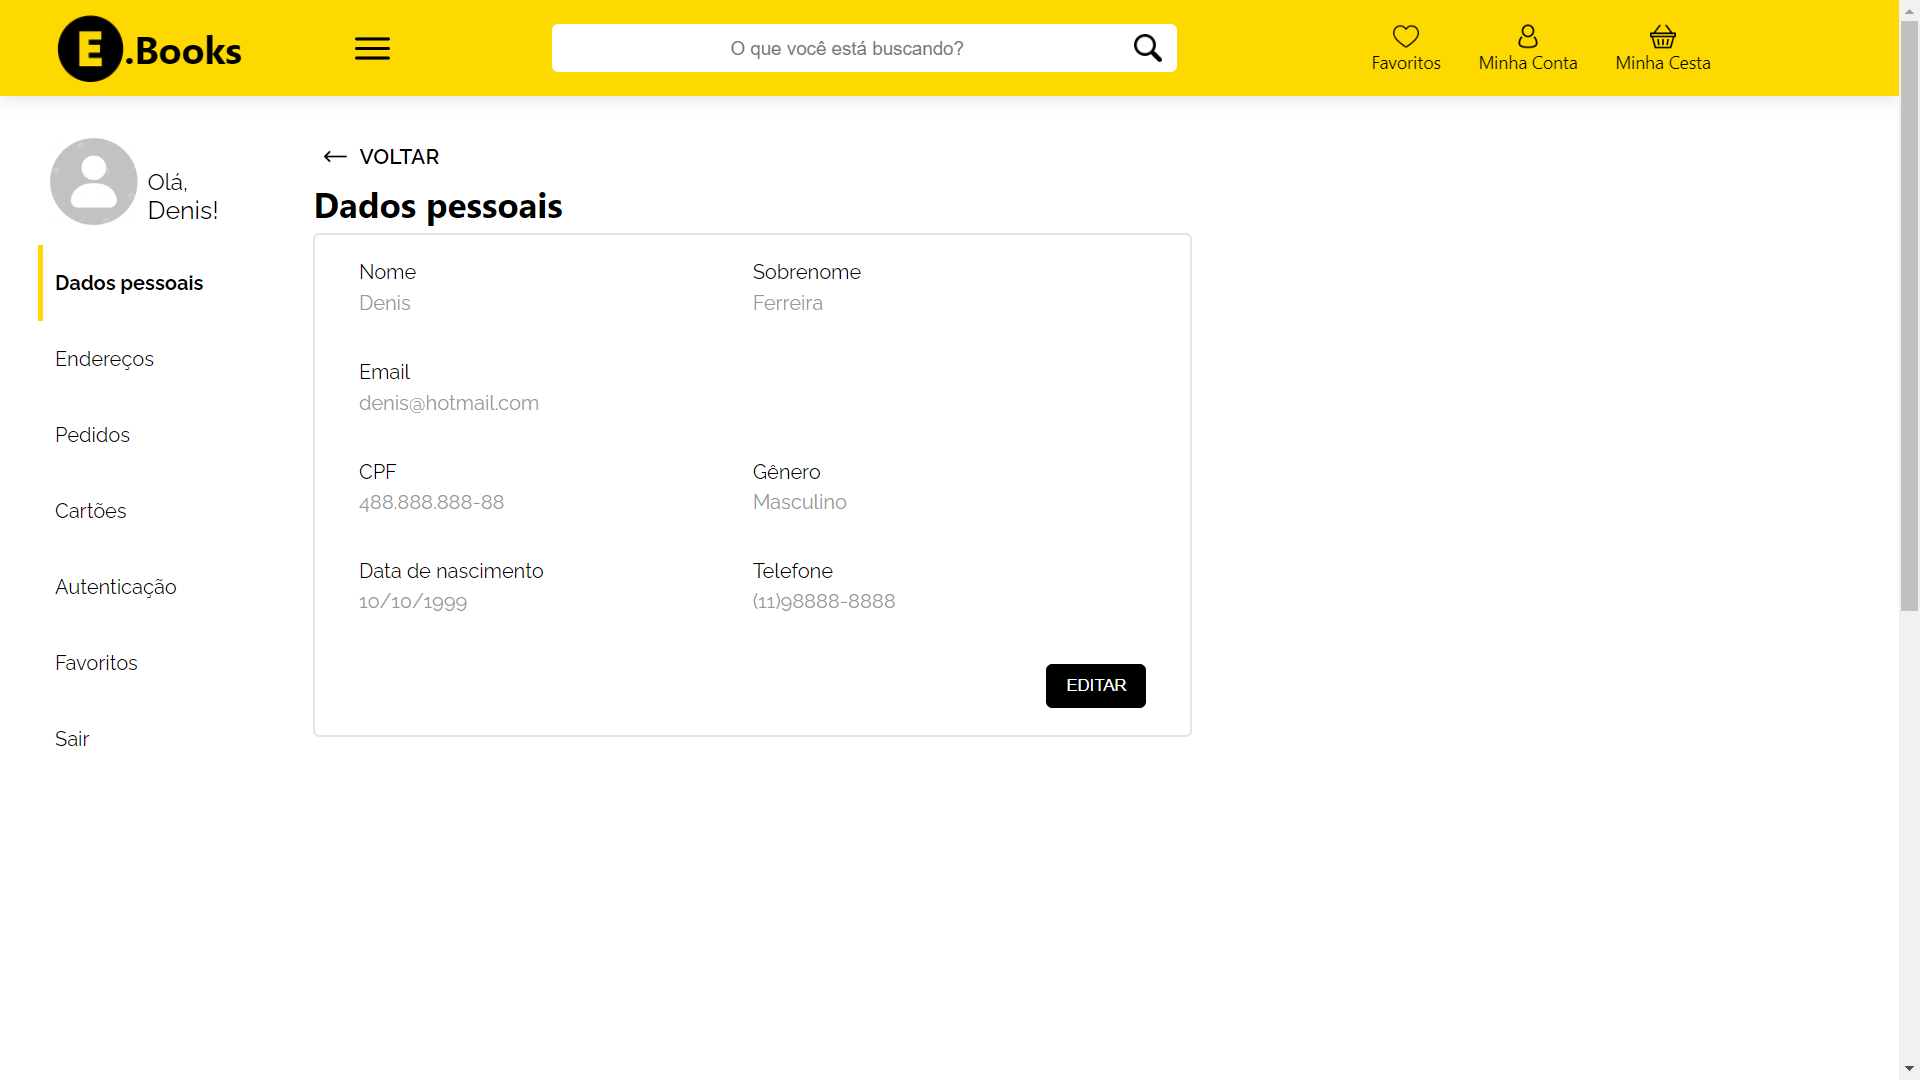 E.Books
O que você está buscando?
Favoritos
Minha Conta
Minha Cesta
Olá,
Denis!
Dados pessoais
Endereços
Pedidos
Cartões
Autenticação
Favoritos
Sair
VOLTAR
Dados pessoais
Nome
Denis
Sobrenome
Ferreira
Email
denis@hotmail.com
CPF
488.888.888-88
Gênero
Masculino
Data de nascimento
10/10/1999
Telefone
(11)98888-8888
EDITAR